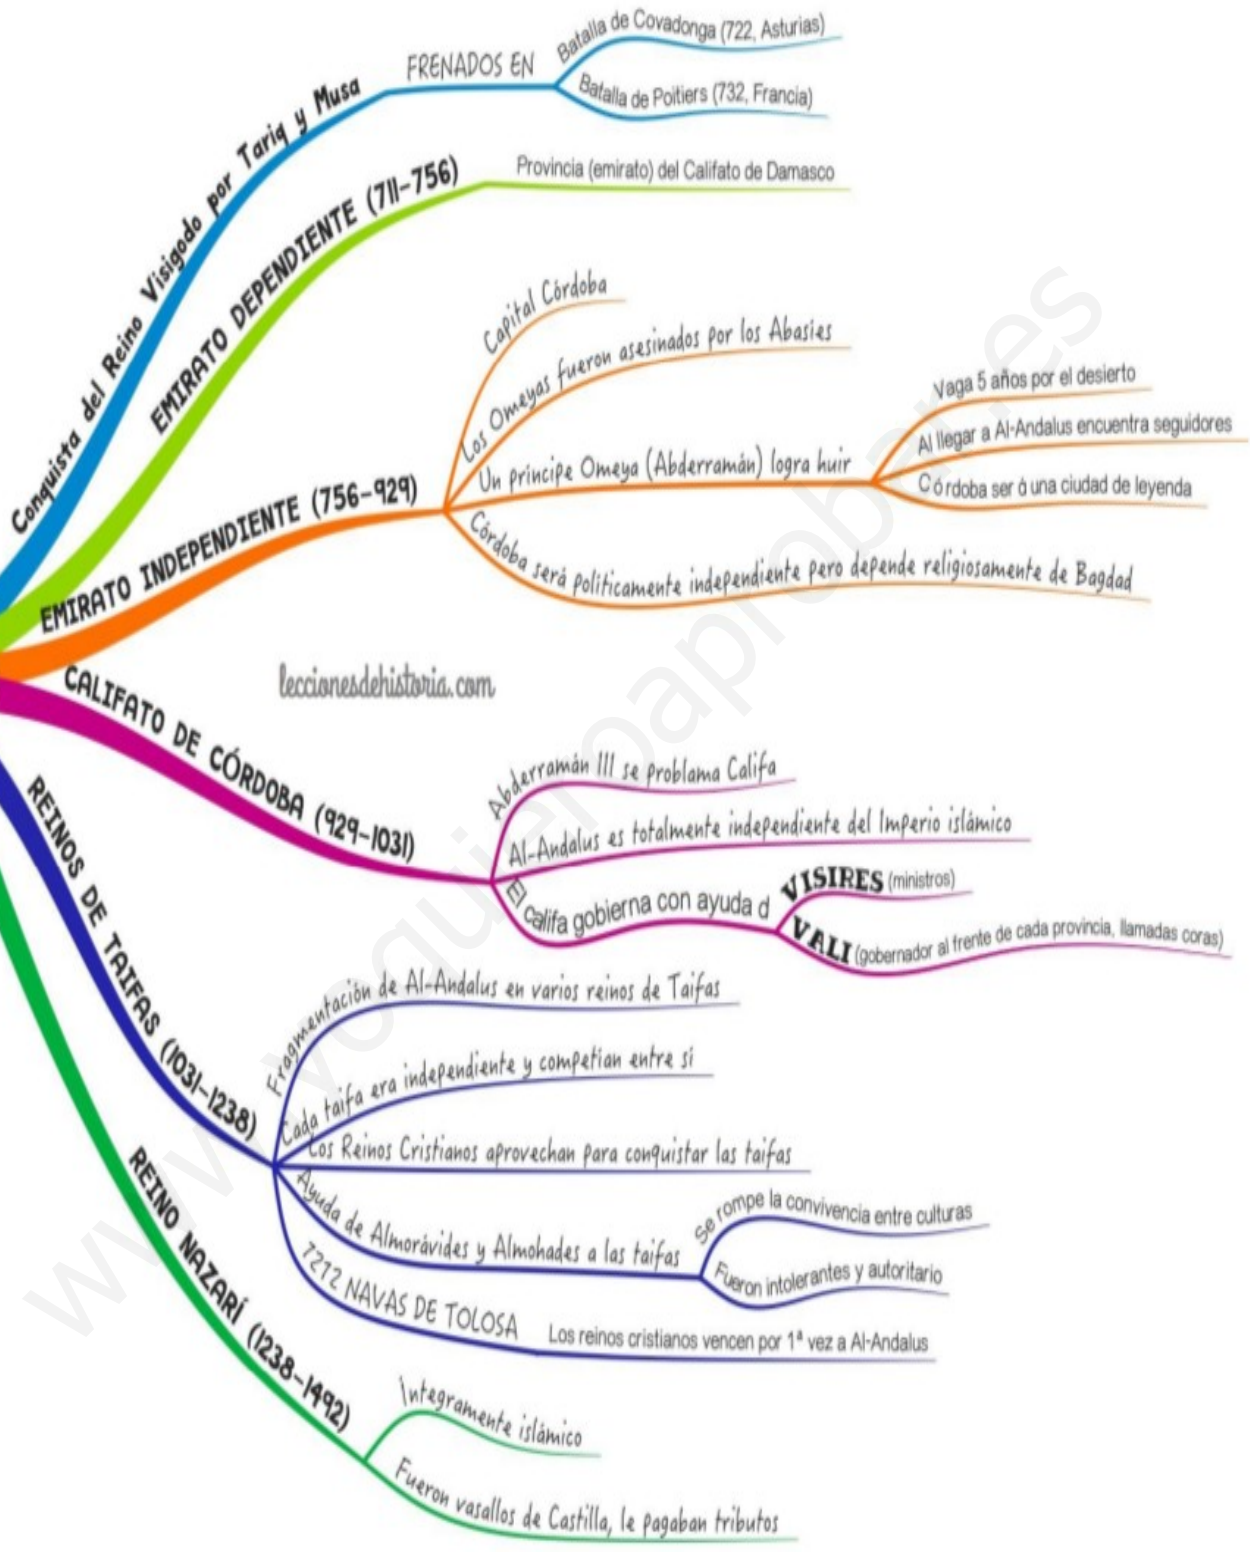 Conquista del Reino Visigodo por Tariq y Musa
FRENADOS EN
Batalla de Covadonga (722, Asturias)
Batalla de Poitiers (732, Francia)
EMIRATO DEPENDIENTE (711-756)
Provincia (emirato) del Califato de Damasco
EMIRATO INDEPENDIENTE (756-929)
Capital Córdoba
Los Omeyas fueron asesinados por los Abasíes
Un príncipe Omeya (Abderramán) logra huir
Vaga 5 años por el desierto
Al llegar a Al-Andalus encuentra seguidores
Córdoba ser à una ciudad de leyenda
Córdoba será políticamente independiente pero depende religiosamente de Bagdad
leccionesdehistoria.com
CALIFATO DE CÓRDOBA (929-1031)
Abderramán III se problama Califa
Al-Andalus es totalmente independiente del Imperio islámico
El califa gobierna con ayuda d
VISIRES (ministros)
VALI (gobernador al frente de cada provincia, llamadas coras)
REINOS DE TAIFAS (1031-1238)
Fragmentación de Al-Andalus en varios reinos de Taifas
Cada taifa era independiente y competían entre sí
Los Reinos Cristianos aprovechan para conquistar las taifas
Ayuda de Almorávides y Almohades a las taifas
Se rompe la convivencia entre culturas
Fueron intolerantes y autoritario
1212 NAVAS DE TOLOSA
Los reinos cristianos vencen por 1ª vez a Al-Andalus
REINO NAZARÍ (1238-1492)
Íntegramente islámico
Fueron vasallos de Castilla, le pagaban tributos
www.yoquieroaprobar.es